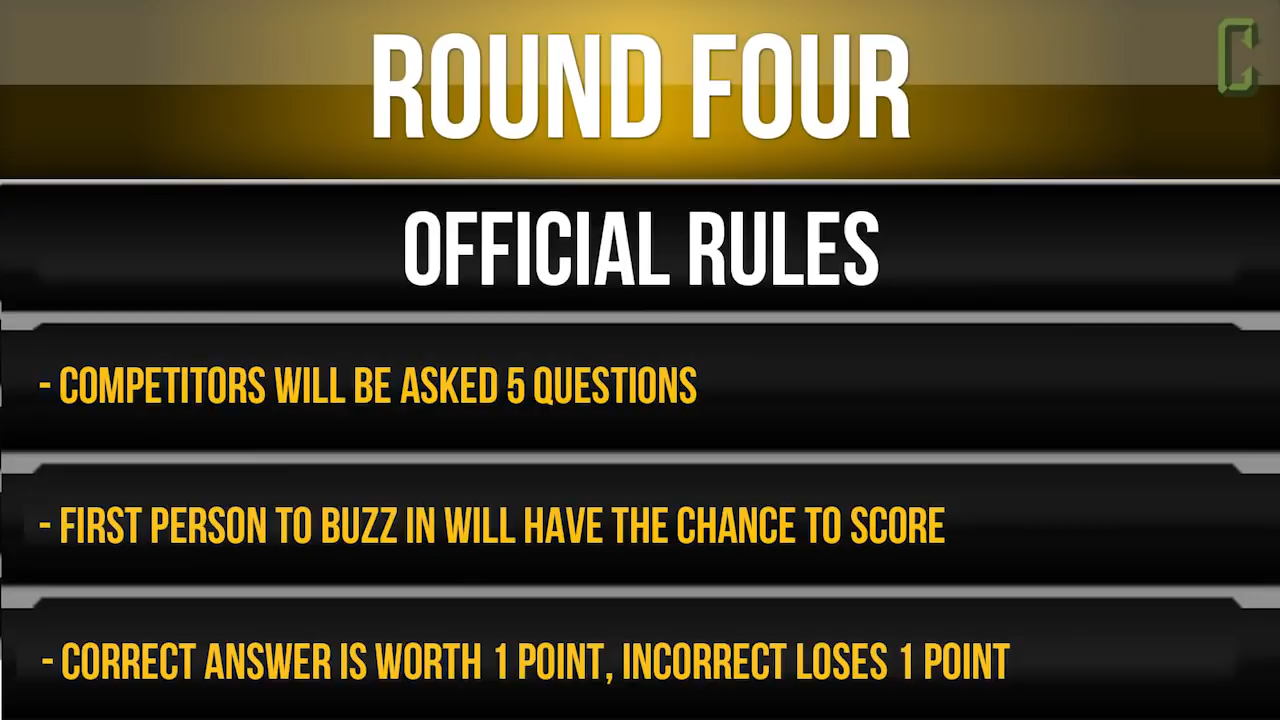 ROUND FOUR
OFFICIAL RULES
- COMPETITORS WILL BE ASKED 5 QUESTIONS
- FIRST PERSON TO BUZZ IN WILL HAVE THE CHANCE TO SCORE
- CORRECT ANSWER IS WORTH 1 POINT, INCORRECT LOSES 1 POINT